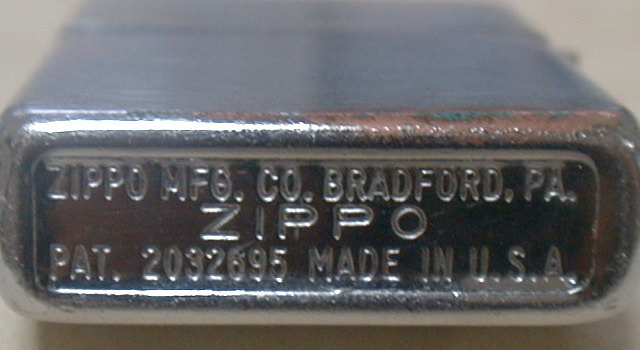 ZIPPO MFG. CO. BRADFORD, PA.
ZIPPO
PAT. 2032695 MADE IN U.S.A.